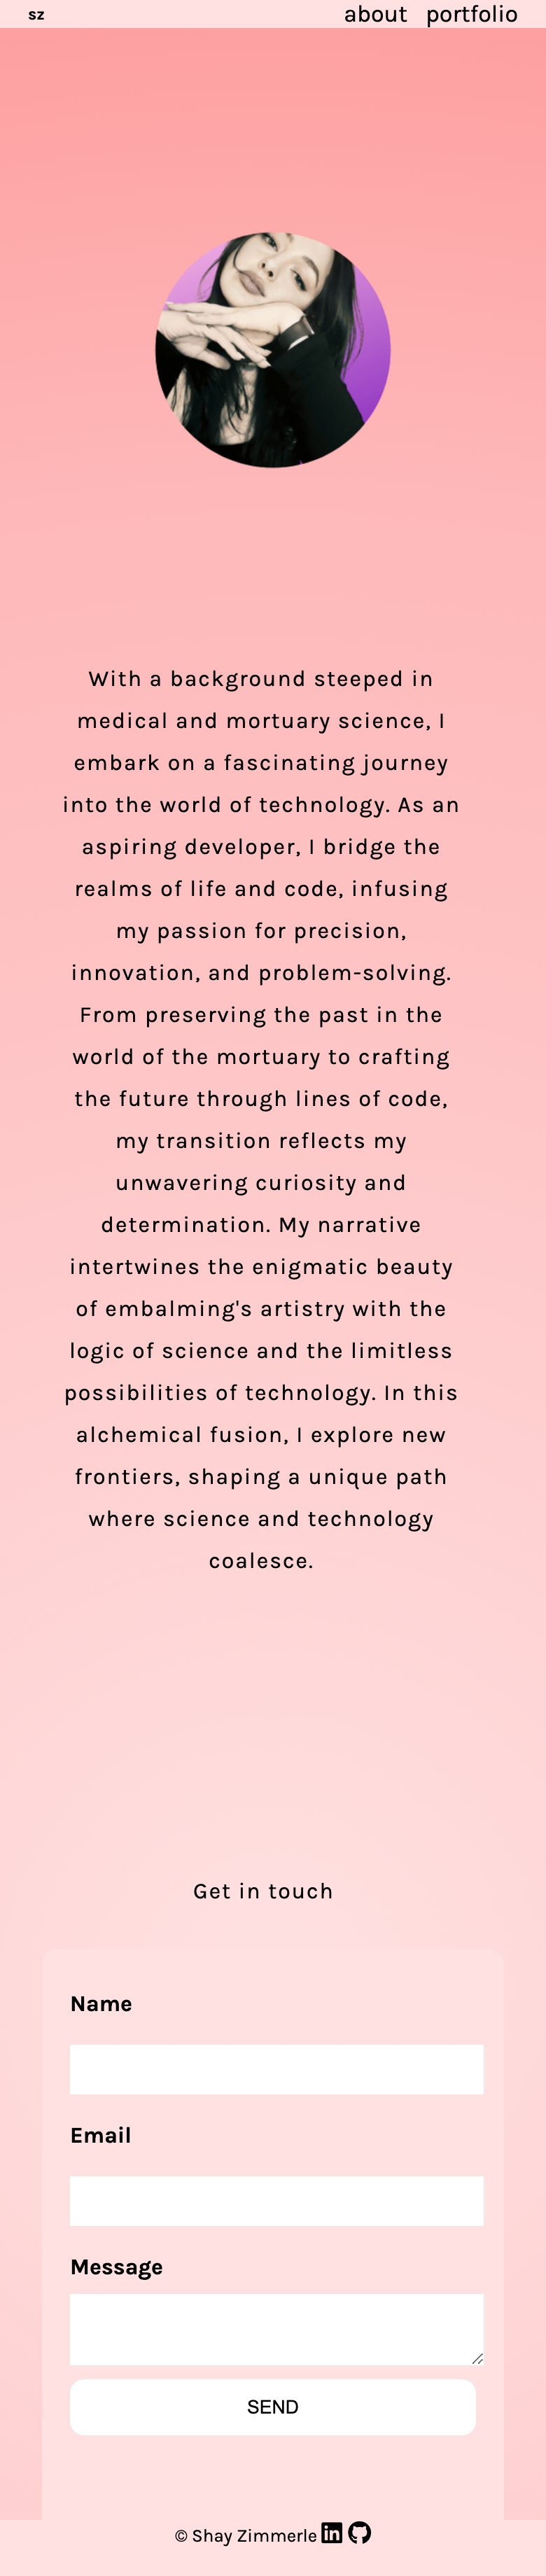 sz about portfolio
With a background steeped in
medical and mortuary science, I
embark on a fascinating journey
into the world of technology. As an
aspiring developer, I bridge the
realms of life and code, infusing
my passion for precision,
innovation, and problem-solving.
From preserving the past in the
world of the mortuary to crafting
the future through lines of code,
my transition reflects my
unwavering curiosity and
determination. My narrative
intertwines the enigmatic beauty
of embalming's artistry with the
logic of science and the limitless
possibilities of technology. In this
alchemical fusion, I explore new
frontiers, shaping a unique path
where science and technology
coalesce.
Get in touch
Name
Email
Message
SEND
© Shay Zimmerle in